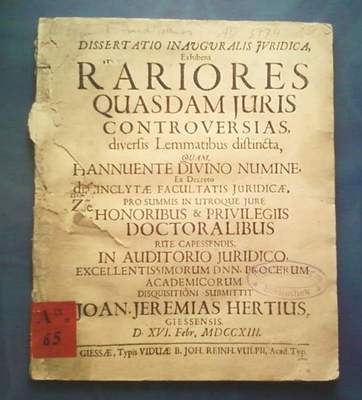 DISSERTATIO INAUGURALIS JVRIDICA,
Exhibens
RARIORES
QUASDAM JURIS
CONTROVERSIAS,
diversis Lemmatibus distincta,
QUAM,
ANNUENTE DIVINO NUMINE,
Ex Decreto
INCLYTÆ FACULTATIS JURIDICÆ,
PRO SUMMIS IN UTROQUE JURE
HONORIBUS & PRIVILEGIIS
DOCTORALIBUS
RITE CAPESSENDIS,
IN AUDITORIO JURIDICO,
EXCELLENTISSIMORUM DNN. PROCERUM
ACADEMICORUM
DISQUISITIONI SUBMITTIT
JOAN. JEREMIAS HERTIUS,
GIESSENSIS.
D. XVI. Febr. MDCCXIII.
GIESSÆ, Typis VIDUÆ B. JOH. REINH. VULPII, Acad. Typ.
85